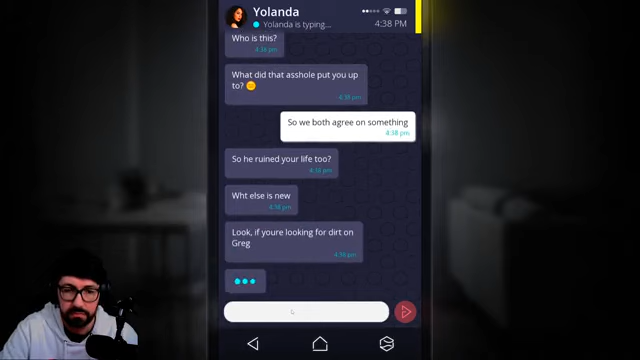 Yolanda
Yolanda is typing...
4:38 PM
Who is this?
4:38 pm
What did that asshole put you up
to?
4:38 pm
So we both agree on something
4:38 pm
So he ruined your life too?
4:38 pm
Wht else is new
4:38 pm
Look, if youre looking for dirt on
Greg
4:38 pm